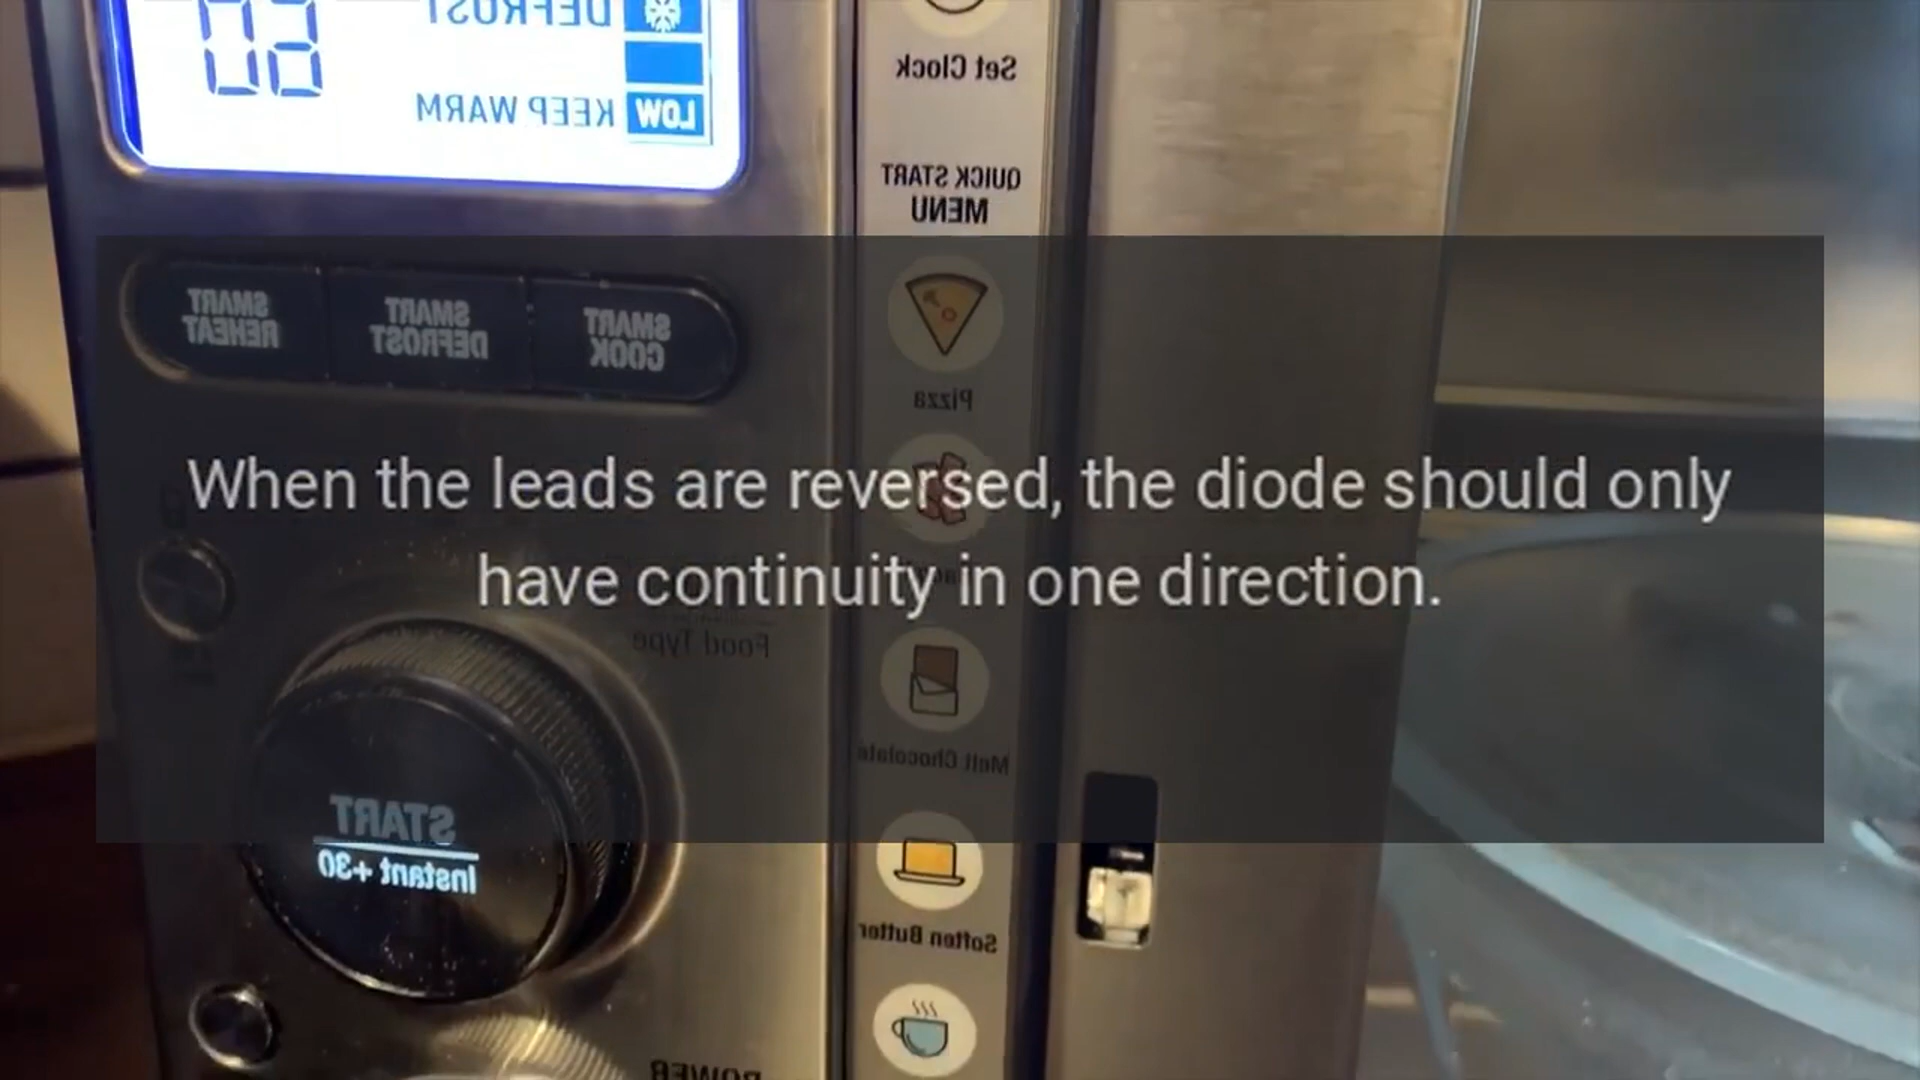 DEFROST
KEEP WARM LOW
Set Clock
QUICK START
MENU
SMART
REHEAT
SMART
DEFROST
SMART
COOK
Pizza
When the leads are reversed, the diode should only
have continuity in one direction.
Food Type
Melt Chocolate
START
Instant +30
Soften Butter
POWER